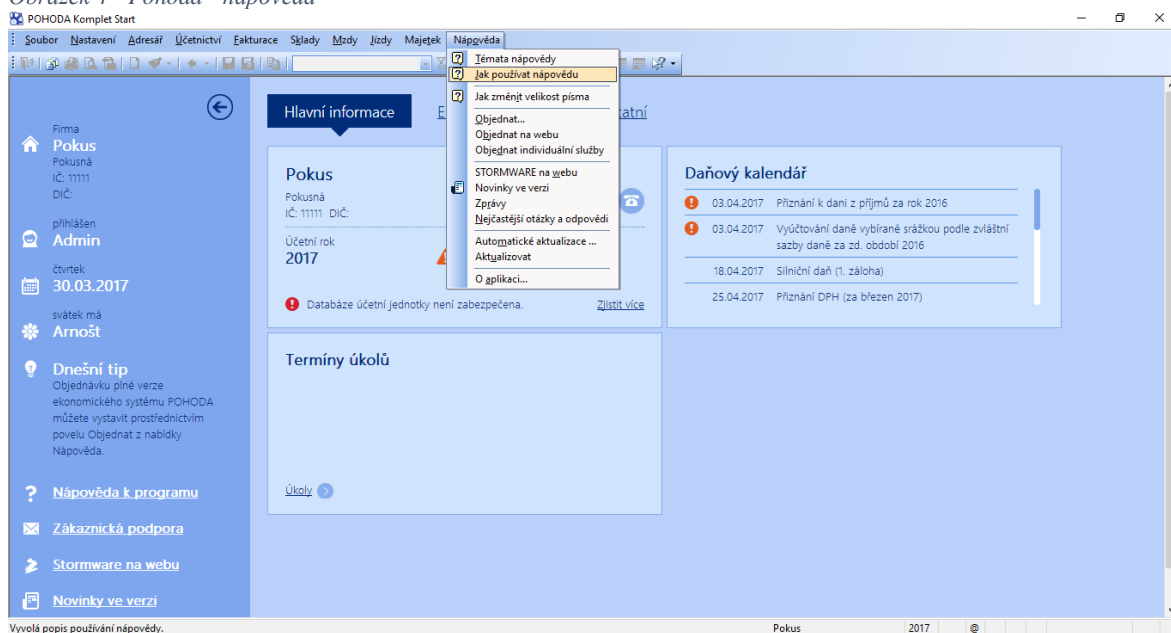 Obrázek
POHODA Komplet Start
Soubor Nastavení Adresář Účetnictví Fakturace Sklady Mzdy Jízdy Majetek Nápověda
Témata nápovědy
Jak používat nápovědu
Jak změnit velikost písma
Objednat...
Objednat na webu
Objednat individuální služby
STORMWARE na webu
Novinky ve verzi
Zprávy
Nejčastější otázky a odpovědi
Automatické aktualizace ...
Aktualizovat
O aplikaci...
Firma
Pokus
Pokusná
IČ: 11111
DIČ:
přihlášen
Admin
čtvrtek
30.03.2017
svátek má
Arnošt
Dnešní tip
Objednávku plné verze
ekonomického systému POHODA
můžete vystavit prostřednictvím
povelu Objednat z nabídky
Nápověda.
Nápověda k programu
Zákaznická podpora
Stormware na webu
Novinky ve verzi
Hlavní informace
Pokus
Pokusná
IČ: 11111 DIČ:
Účetní rok
2017
Databáze účetní jednotky není zabezpečena. Zjistit více
Termíny úkolů
Úkoly
Daňový kalendář
03.04.2017 Přiznání k dani z příjmů za rok 2016
03.04.2017 Vyúčtování daně vybírané srážkou podle zvláštní
sazby daně za zd. období 2016
18.04.2017 Silniční daň (1. záloha)
25.04.2017 Přiznání DPH (za březen 2017)
Vyvolá popis používání nápovědy. Pokus 2017 @